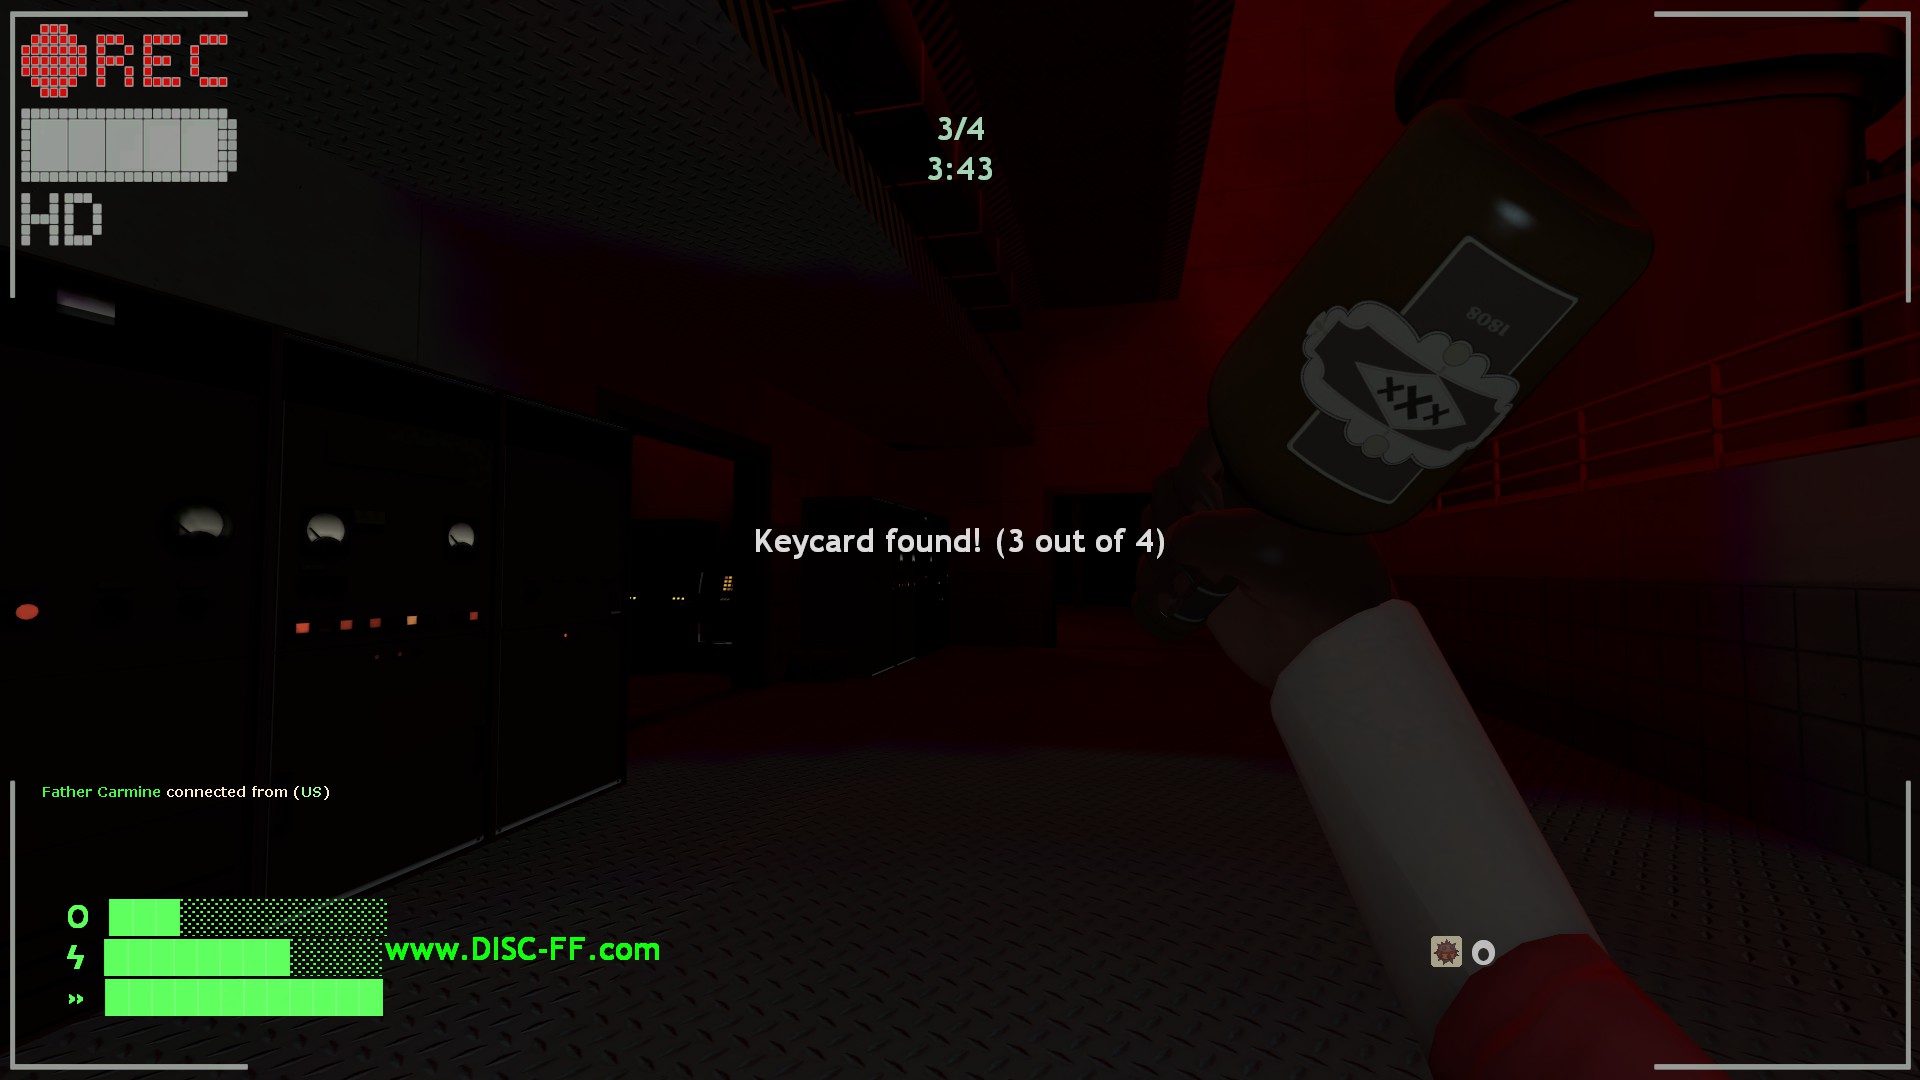 REC
HD
3/4
3:43
1808
XXX
Keycard found! (3 out of 4)
Father Carmine connected from (US)
www.DISC-FF.com
0